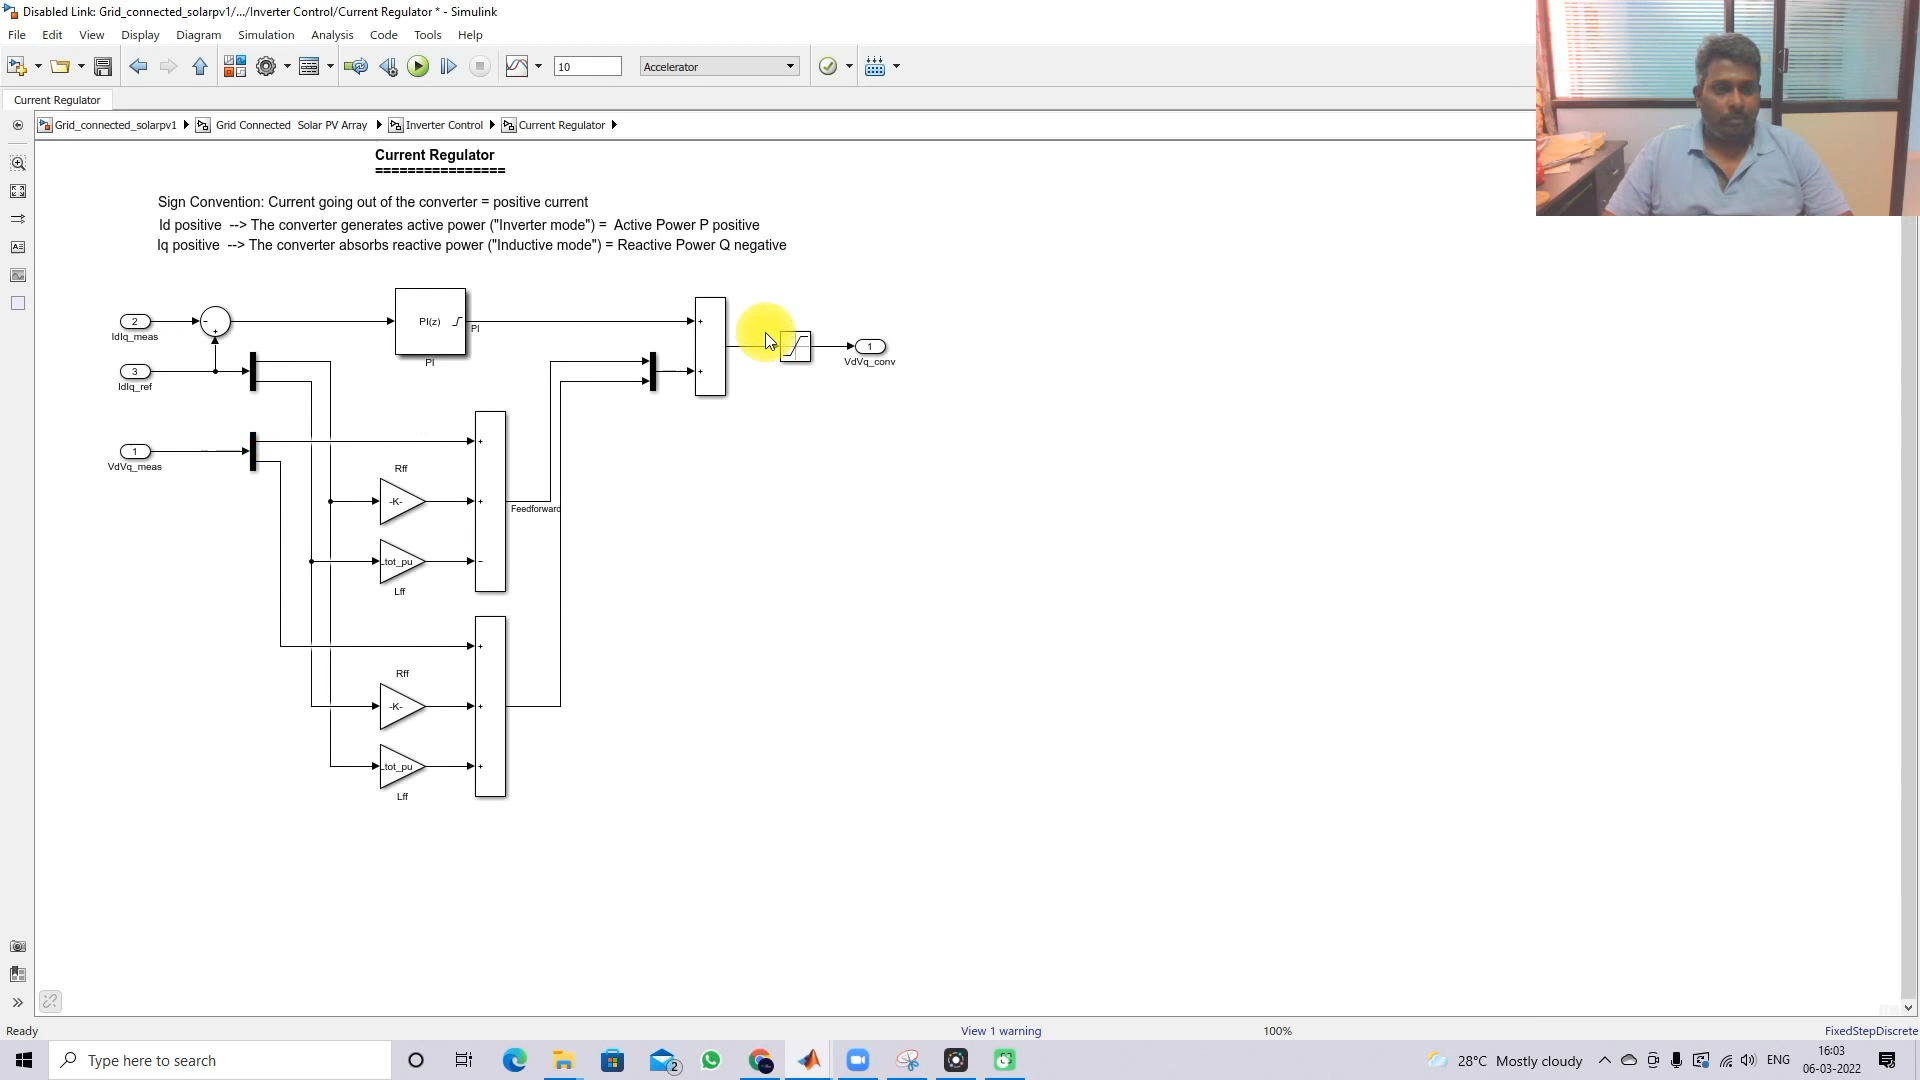 Disabled Link: Grid_connected_solarpv1/.../Inverter Control/Current Regulator * - Simulink
File Edit View Display Diagram Simulation Analysis Code Tools Help
10 Accelerator
Current Regulator
Grid_connected_solarpv1 Grid Connected Solar PV Array Inverter Control Current Regulator
Current Regulator
================
Sign Convention: Current going out of the converter = positive current
Id positive --> The converter generates active power ("Inverter mode") = Active Power P positive
Iq positive --> The converter absorbs reactive power ("Inductive mode") = Reactive Power Q negative
2
IdIq_meas
PI(z)
PI
PI
3
IdIq_ref
1
VdVq_conv
1
VdVq_meas
Rff
-K-
Feedforward
_tot_pu
Lff
Rff
-K-
_tot_pu
Lff
Ready View 1 warning 100% FixedStepDiscrete
Type here to search
2
28°C Mostly cloudy ENG
16:03
06-03-2022